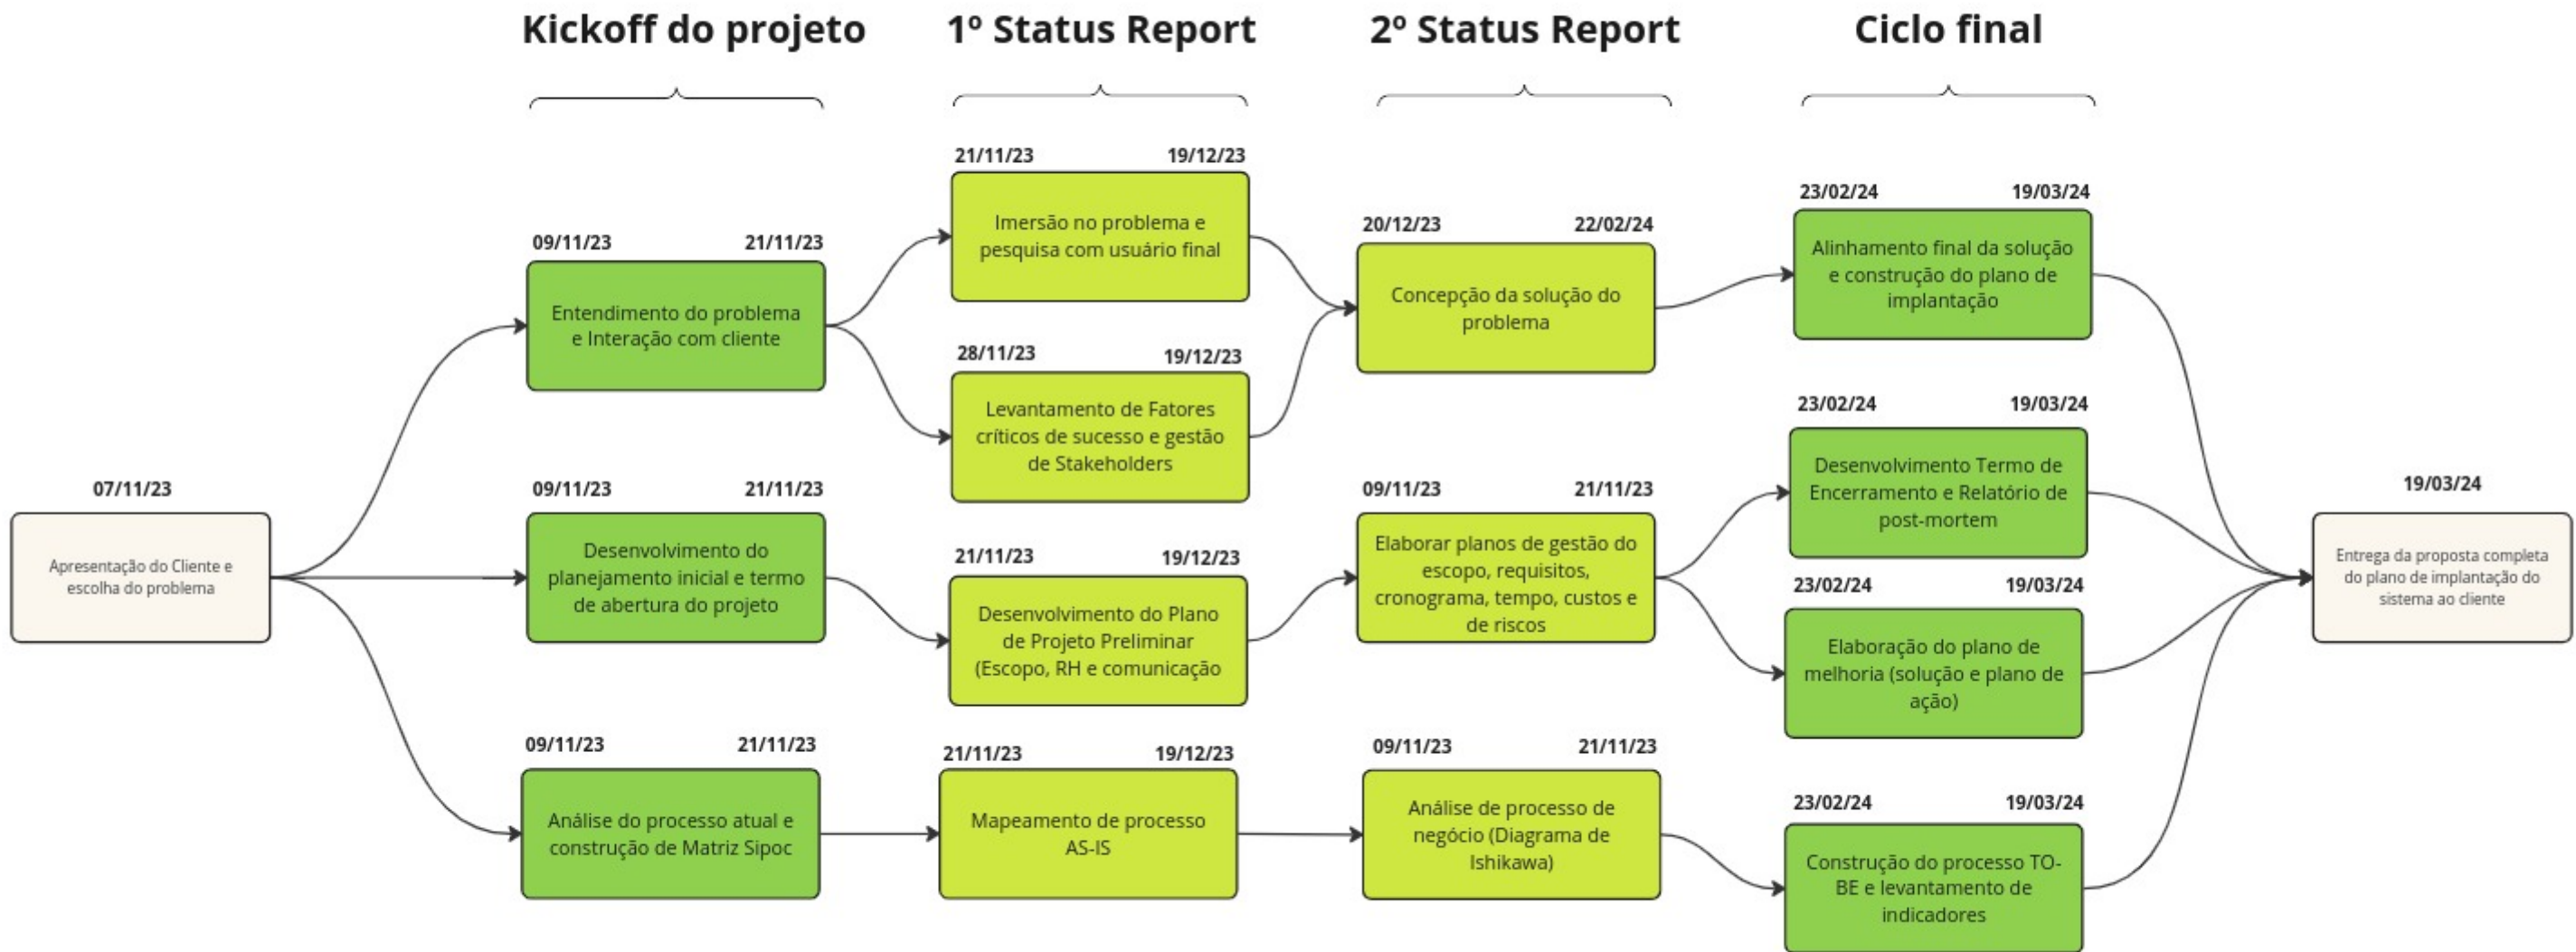 Kickoff do projeto
1º Status Report
2º Status Report
Ciclo final
07/11/23
Apresentação do Cliente e
escolha do problema
09/11/23 21/11/23
Entendimento do problema
e Interação com cliente
09/11/23 21/11/23
Desenvolvimento do
planejamento inicial e termo
de abertura do projeto
09/11/23 21/11/23
Análise do processo atual e
construção de Matriz Sipoc
21/11/23 19/12/23
Imersão no problema e
pesquisa com usuário final
28/11/23 19/12/23
Levantamento de Fatores
críticos de sucesso e gestão
de Stakeholders
21/11/23 19/12/23
Desenvolvimento do Plano
de Projeto Preliminar
(Escopo, RH e comunicação
21/11/23 19/12/23
Mapeamento de processo
AS-IS
20/12/23 22/02/24
Concepção da solução do
problema
09/11/23 21/11/23
Elaborar planos de gestão do
escopo, requisitos,
cronograma, tempo, custos e
de riscos
09/11/23 21/11/23
Análise de processo de
negócio (Diagrama de
Ishikawa)
23/02/24 19/03/24
Alinhamento final da solução
e construção do plano de
implantação
23/02/24 19/03/24
Desenvolvimento Termo de
Encerramento e Relatório de
post-mortem
23/02/24 19/03/24
Elaboração do plano de
melhoria (solução e plano de
ação)
23/02/24 19/03/24
Construção do processo TO-
BE e levantamento de
indicadores
19/03/24
Entrega da proposta completa
do plano de implantação do
sistema ao cliente